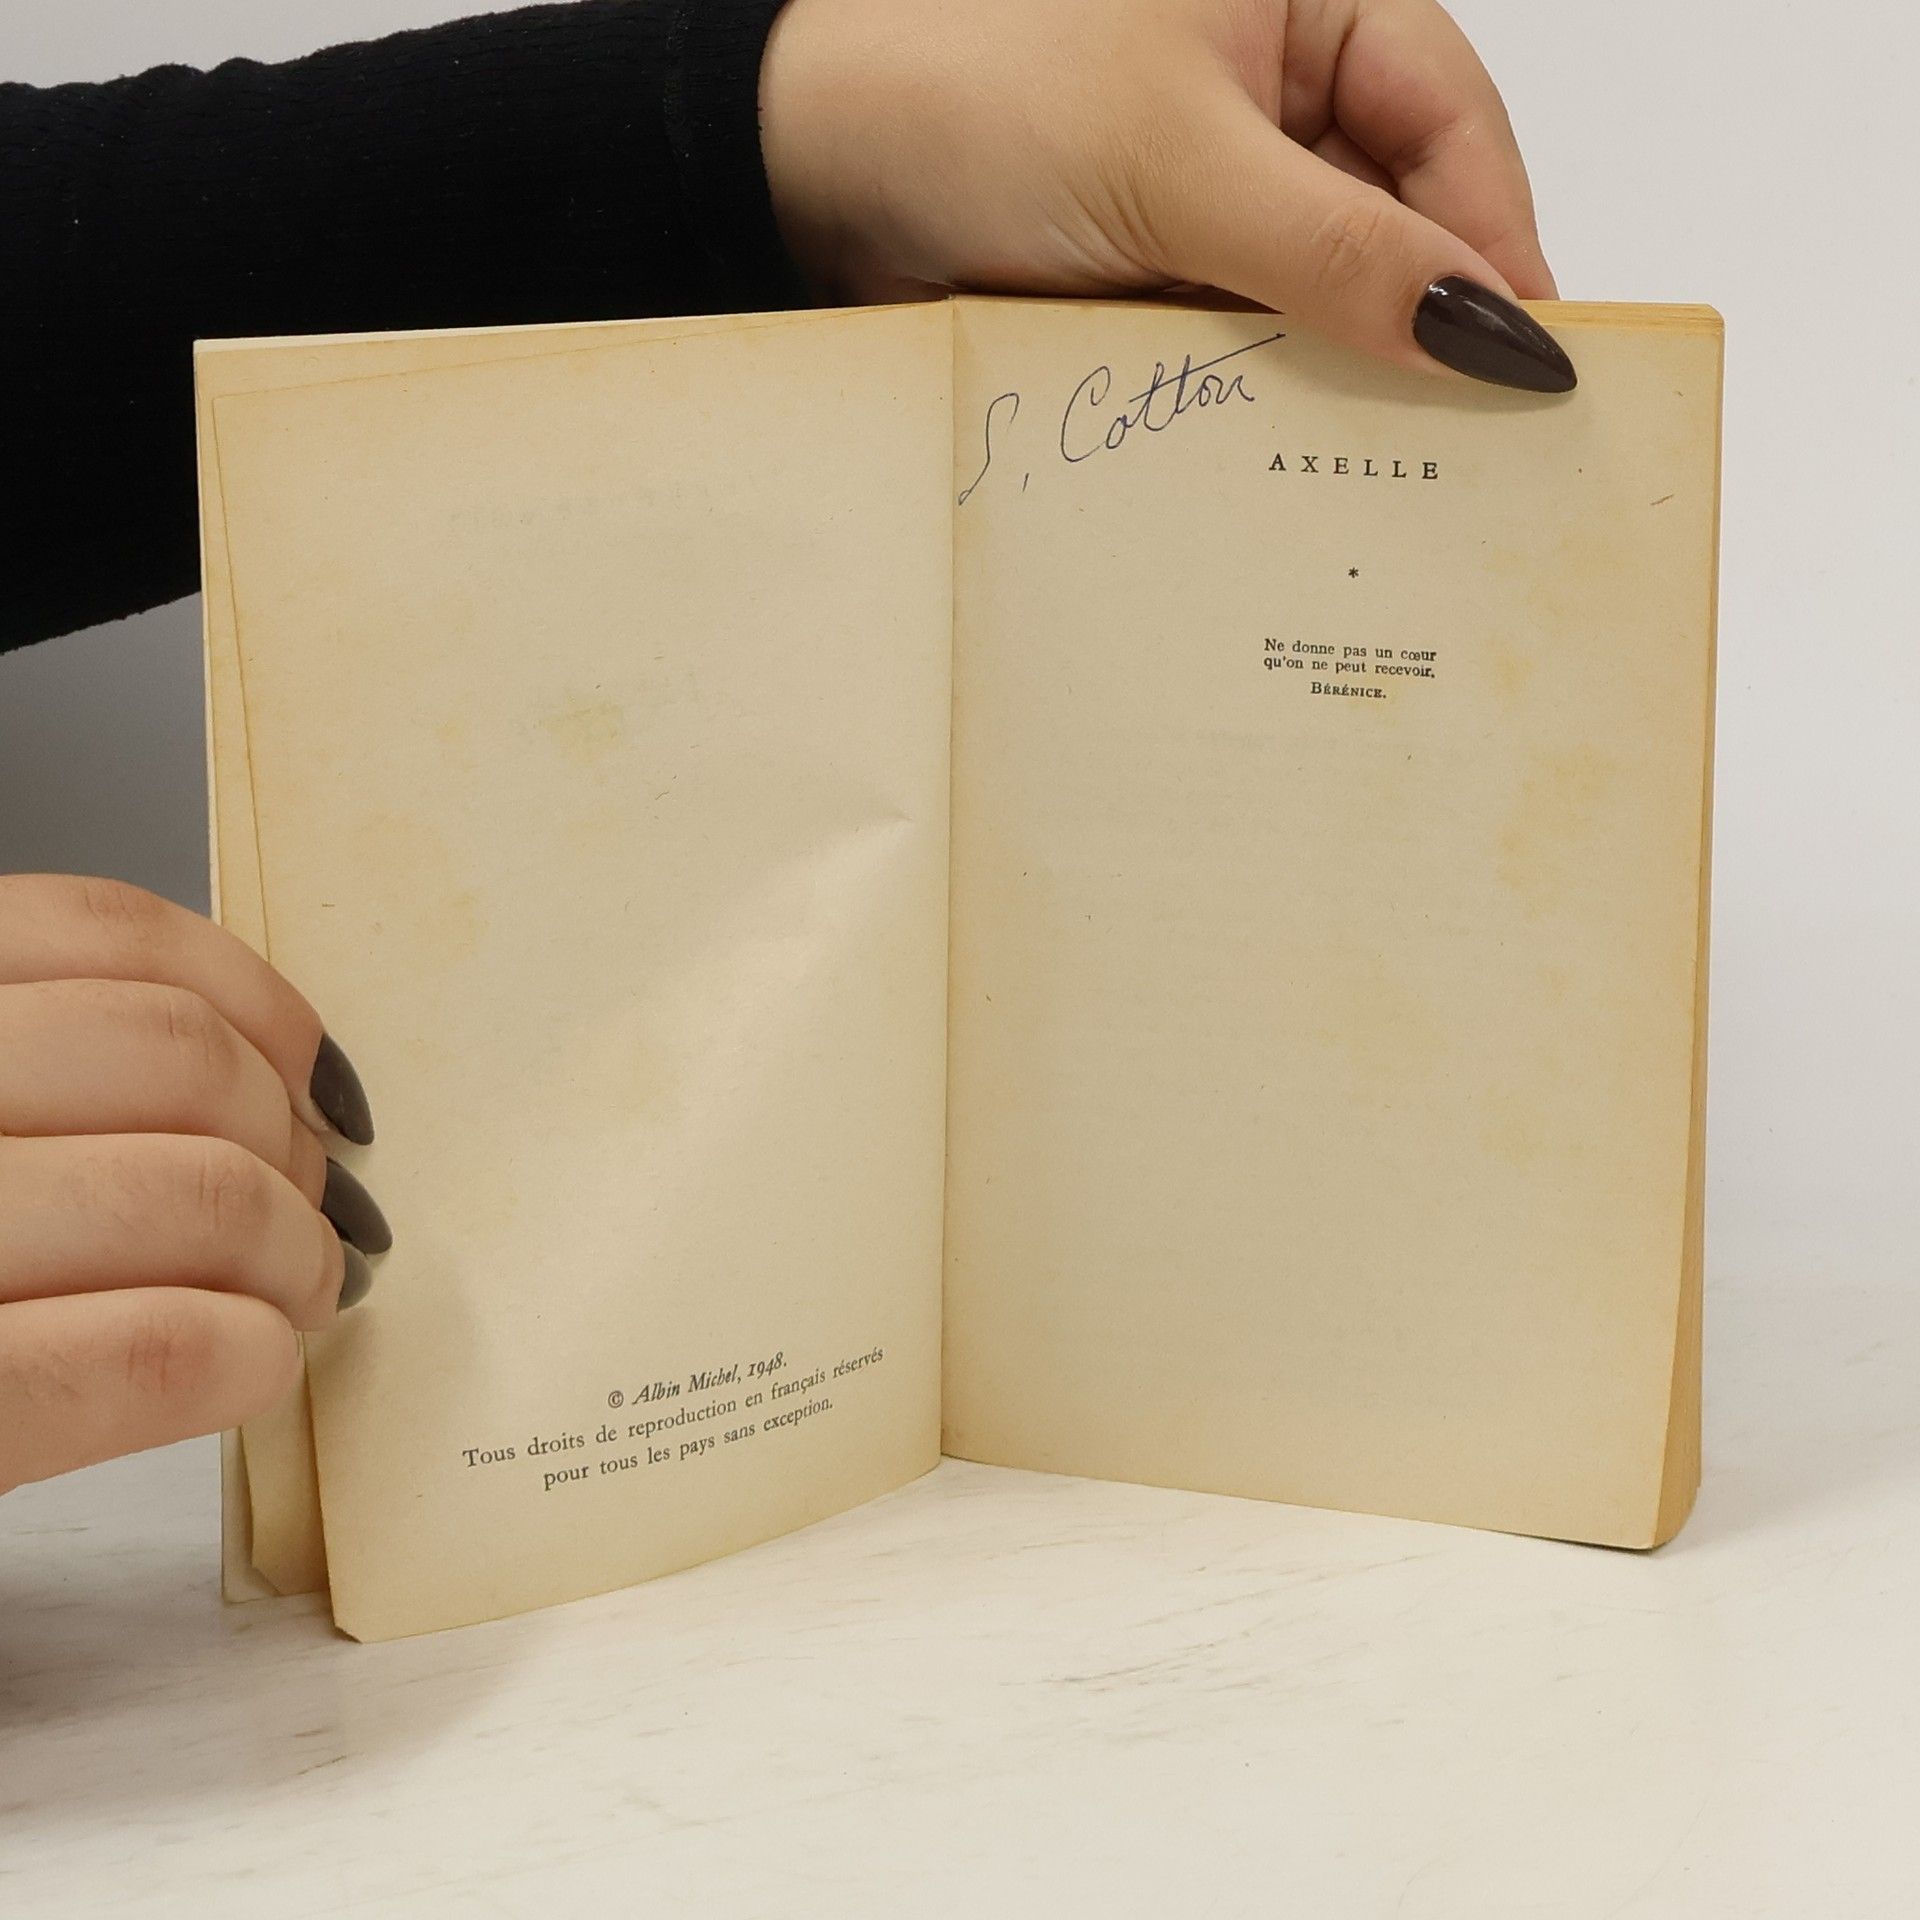 © Albin Michel, 1948.
Tous droits de reproduction en français réservés
pour tous les pays sans exception.
S. Cotton
AXELLE
*
Ne donne pas un cœur
qu'on ne peut recevoir.
BÉRÉNICE.